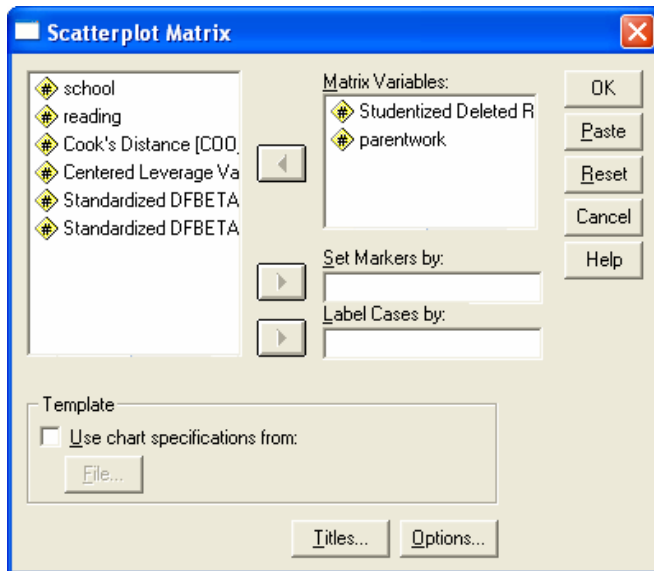 Scatterplot Matrix
school
reading
Cook's Distance [COO_
Centered Leverage Va
Standardized DFBETA
Standardized DFBETA
Matrix Variables:
Studentized Deleted R
parentwork
Set Markers by:
Label Cases by:
OK
Paste
Reset
Cancel
Help
Template
Use chart specifications from:
File...
Titles...
Options...